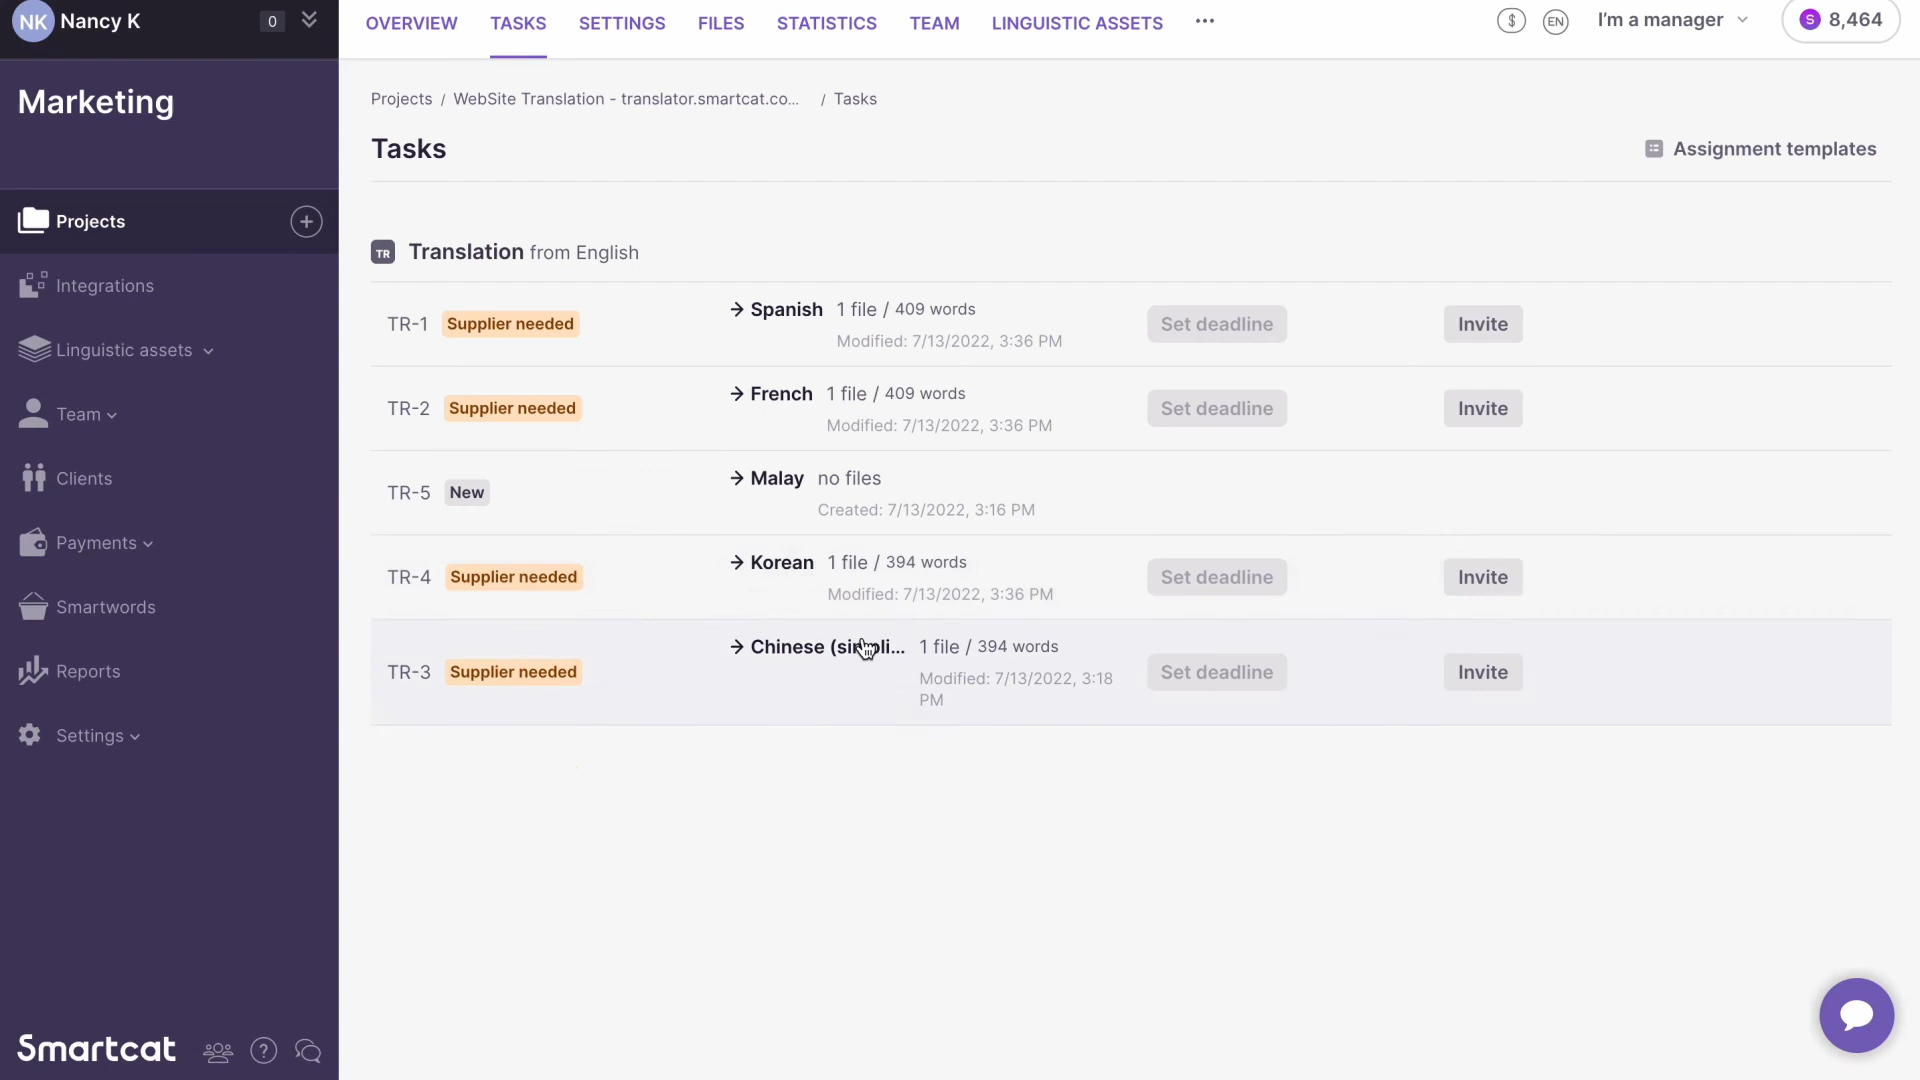 NK Nancy K 0
OVERVIEW TASKS SETTINGS FILES STATISTICS TEAM LINGUISTIC ASSETS ...
$ EN I'm a manager S 8,464
Marketing
Projects
Integrations
Linguistic assets
Team
Clients
Payments
Smartwords
Reports
Settings
Smartcat ?
Projects / WebSite Translation - translator.smartcat.co... / Tasks
Tasks
Assignment templates
TR Translation from English
TR-1 Supplier needed → Spanish 1 file / 409 words Set deadline Invite
Modified: 7/13/2022, 3:36 PM
TR-2 Supplier needed → French 1 file / 409 words Set deadline Invite
Modified: 7/13/2022, 3:36 PM
TR-5 New → Malay no files
Created: 7/13/2022, 3:16 PM
TR-4 Supplier needed → Korean 1 file / 394 words Set deadline Invite
Modified: 7/13/2022, 3:36 PM
TR-3 Supplier needed → Chinese (simpli... 1 file / 394 words Set deadline Invite
Modified: 7/13/2022, 3:18
PM